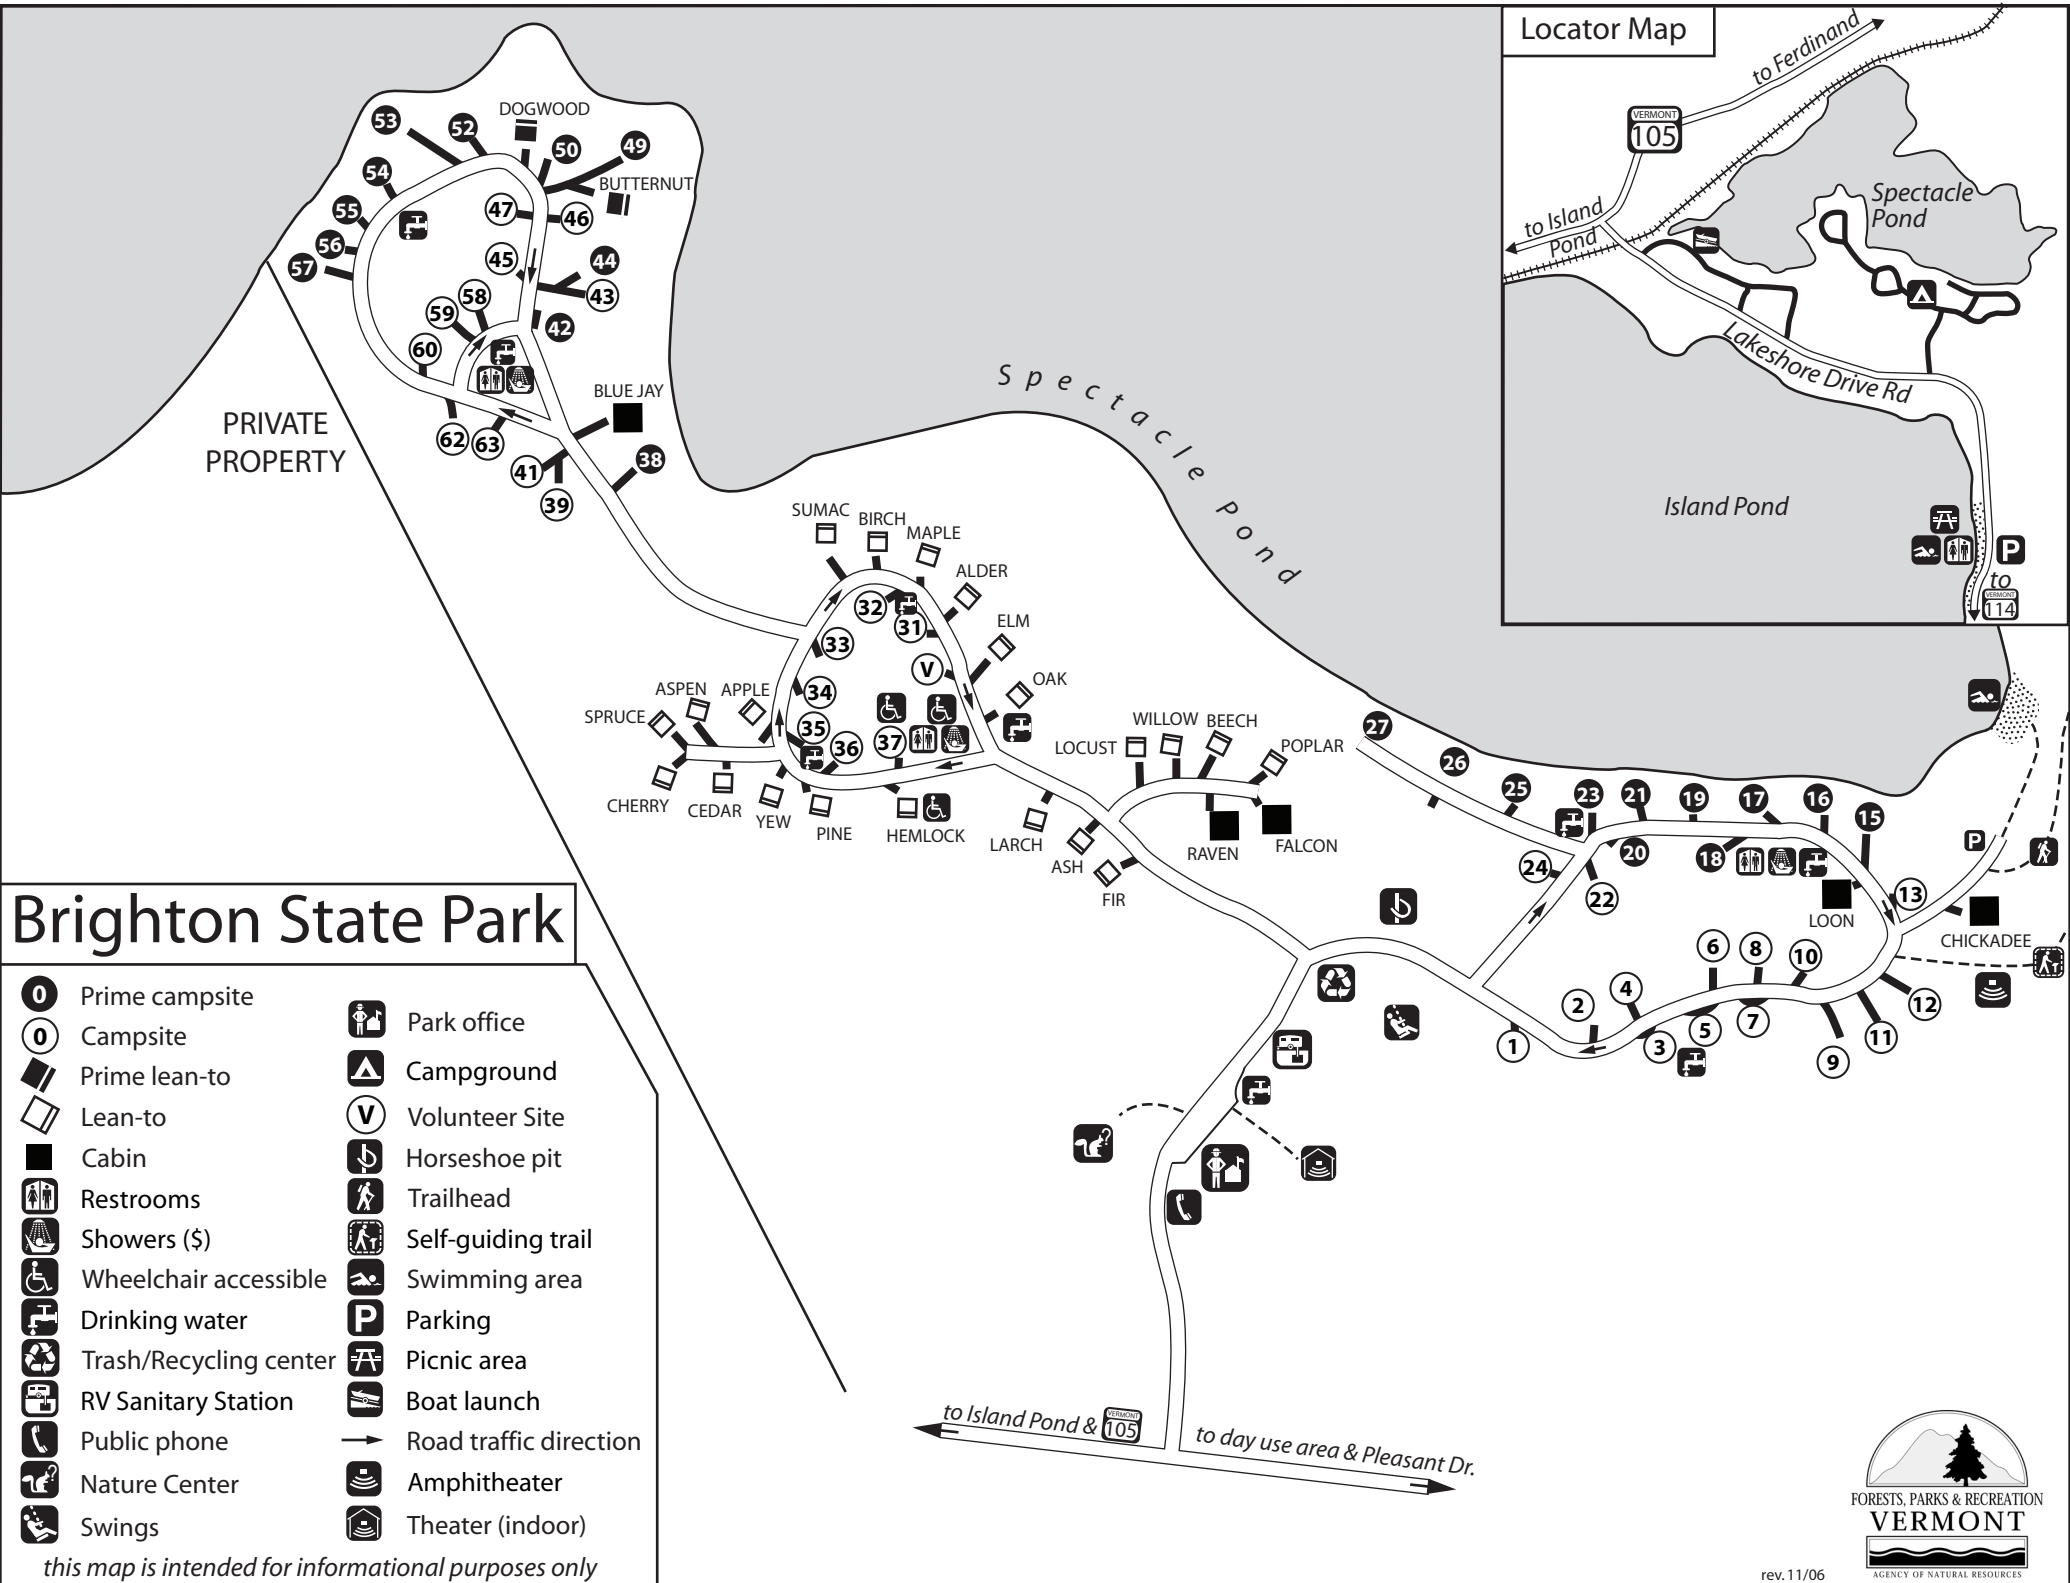 Locator Map
to Ferdinand
VERMONT
105
to Island
Pond
Spectacle
Pond
Lakeshore Drive Rd
Island Pond
P
to
VERMONT
114
53
52
DOGWOOD
50
49
54
BUTTERNUT
55
47
46
56
45
44
57
58
43
59
42
60
BLUE JAY
PRIVATE
PROPERTY
62
63
41
38
39
Spectacle Pond
SUMAC
BIRCH
MAPLE
ALDER
32
31
ELM
33
V
OAK
ASPEN
APPLE
34
SPRUCE
35
36
37
CHERRY
CEDAR
YEW
PINE
HEMLOCK
LOCUST
WILLOW
BEECH
POPLAR
LARCH
ASH
FIR
RAVEN
FALCON
27
26
25
23
21
19
17
16
15
24
22
20
18
LOON
13
P
CHICKADEE
6
8
10
2
4
12
1
3
5
7
9
11
Brighton State Park
0 Prime campsite
0 Campsite
Prime lean-to
Lean-to
Cabin
Restrooms
Showers ($)
Wheelchair accessible
Drinking water
Trash/Recycling center
RV Sanitary Station
Public phone
Nature Center
? Swings
Park office
Campground
V Volunteer Site
Horseshoe pit
Trailhead
Self-guiding trail
Swimming area
P Parking
Picnic area
Boat launch
Road traffic direction
Amphitheater
Theater (indoor)
this map is intended for informational purposes only
to Island Pond &
VERMONT
105
to day use area & Pleasant Dr.
FORESTS, PARKS & RECREATION
VERMONT
AGENCY OF NATURAL RESOURCES
rev. 11/06